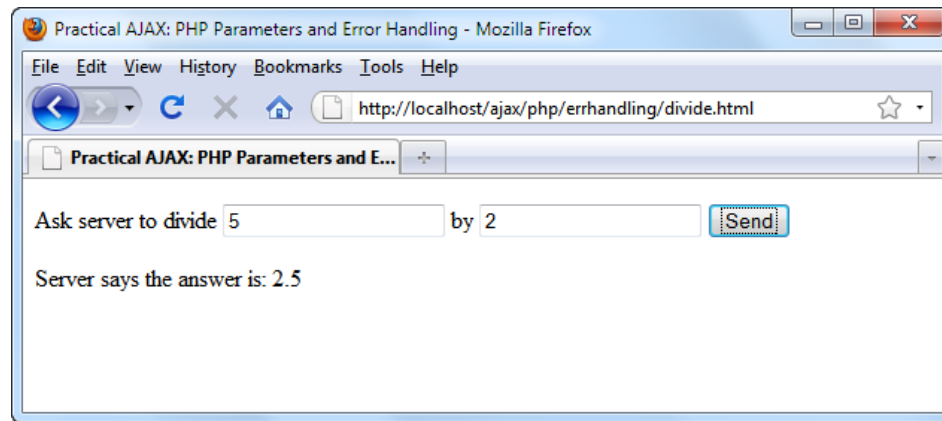 Practical AJAX: PHP Parameters and Error Handling - Mozilla Firefox
File Edit View History Bookmarks Tools Help
http://localhost/ajax/php/errhandling/divide.html
Practical AJAX: PHP Parameters and E...
Ask server to divide 5 by 2 Send
Server says the answer is: 2.5